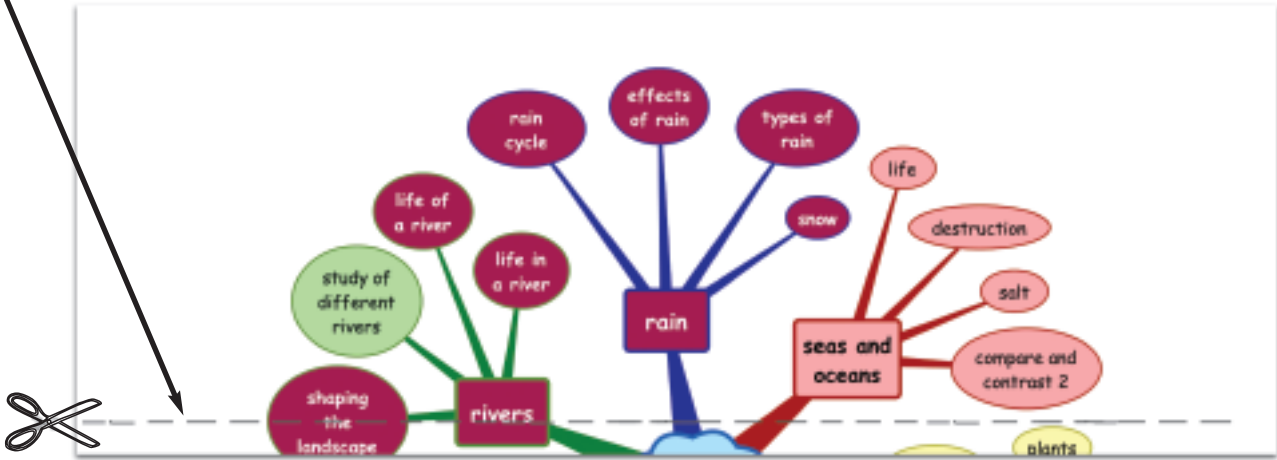 effects
of rain
rain
cycle
types of
rain
life
life of
a river
snow
destruction
life in
a river
study of
different
rivers
salt
rain
seas and
oceans
compare and
contrast 2
shaping
the
landscape
rivers
plants